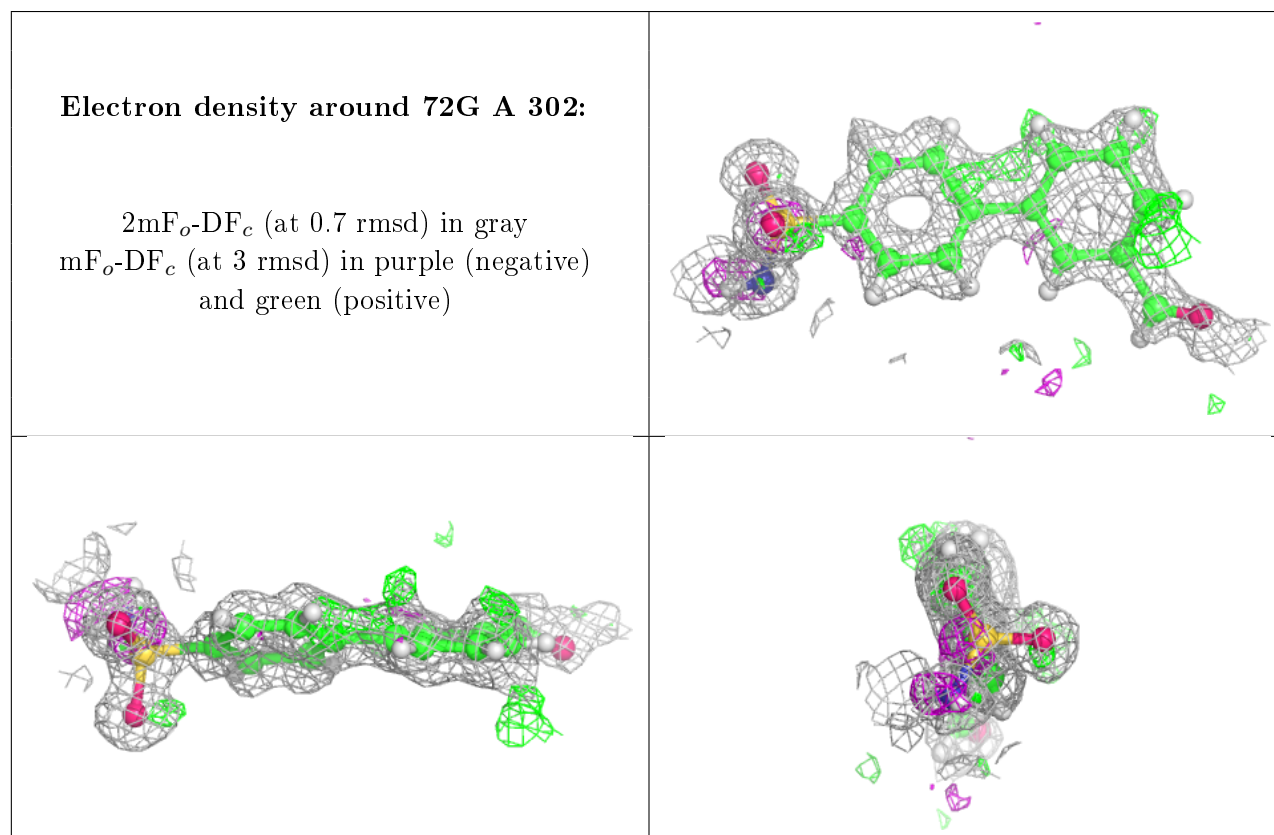 Electron density around 72G A 302:
2mFo-DFc (at 0.7 rmsd) in gray
mFo-DFc (at 3 rmsd) in purple (negative)
and green (positive)